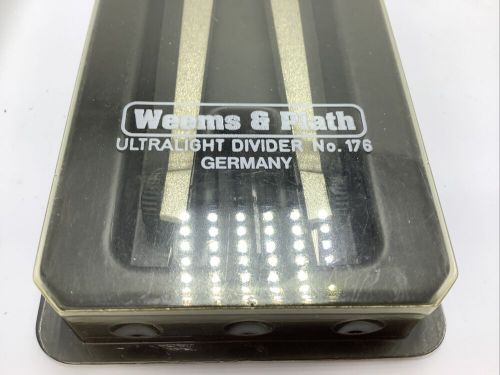 Weems & Plath
ULTRALIGHT DIVIDER No. 176
GERMANY